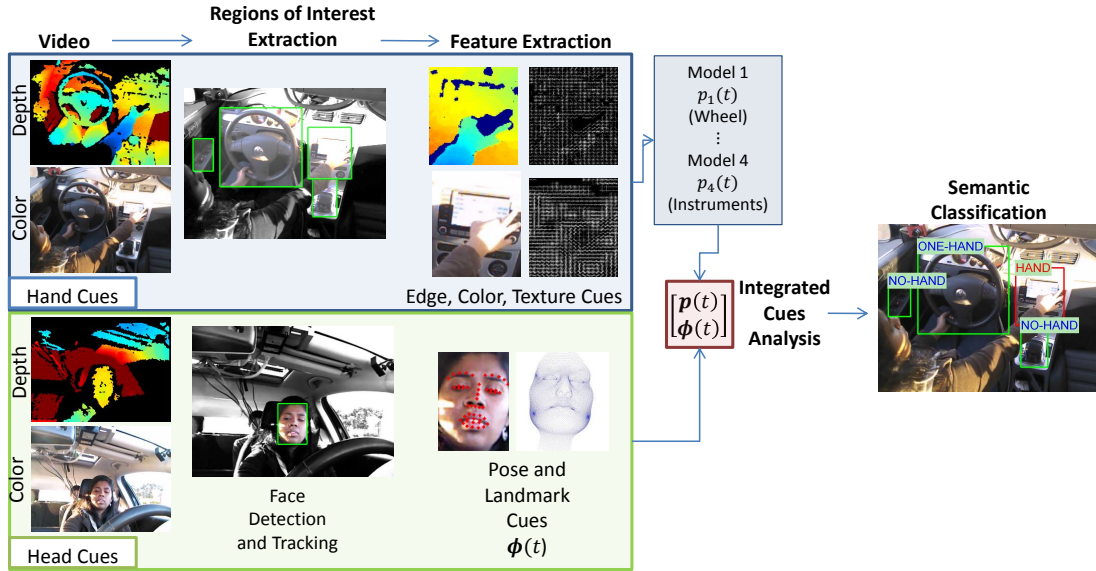 Video
Regions of Interest
Extraction
Feature Extraction
Depth
Color
Hand Cues
Edge, Color, Texture Cues
Model 1
p₁(t)
(Wheel)
⋮
Model 4
p₄(t)
(Instruments)
[p(t)
ϕ(t)]
Integrated
Cues
Analysis
Semantic
Classification
ONE-HAND
HAND
NO-HAND
NO-HAND
Depth
Color
Head Cues
Face
Detection
and Tracking
Pose and
Landmark
Cues
ϕ(t)